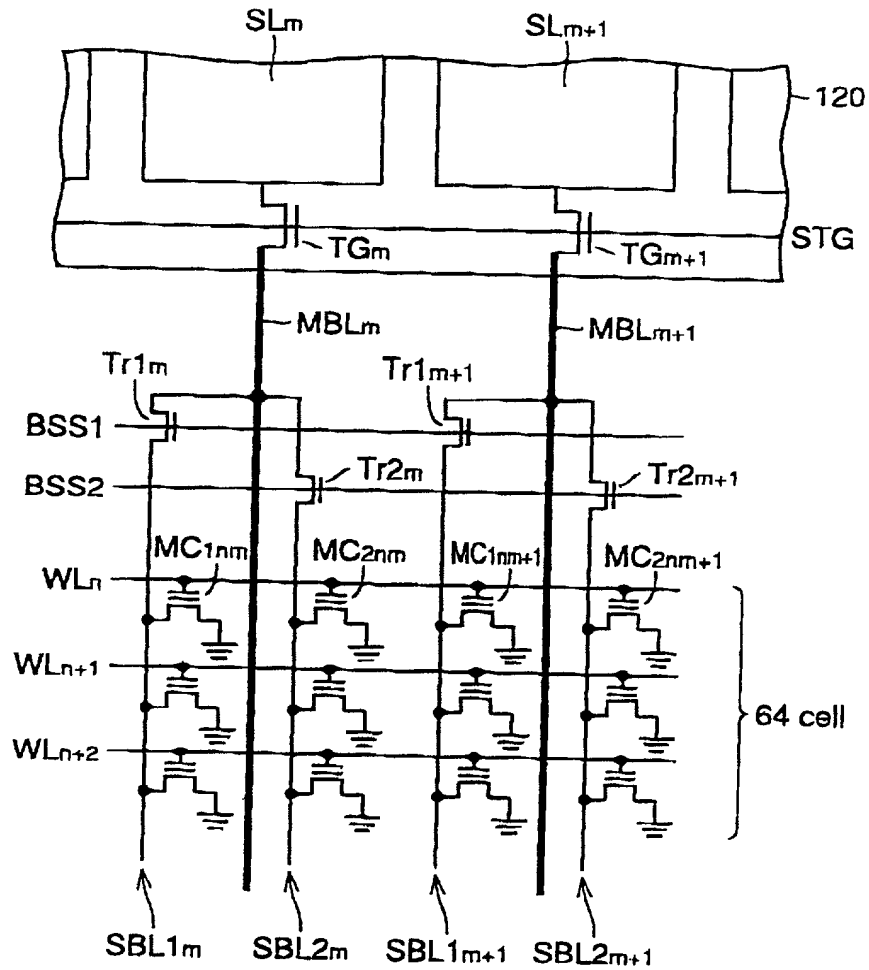 SLm SLm+1
120
STG
TGm TGm+1
MBLm MBLm+1
Tr1m Tr1m+1
BSS1
Tr2m Tr2m+1
BSS2
MC1nm MC2nm MC1nm+1 MC2nm+1
WLn
WLn+1
64 cell
WLn+2
SBL1m SBL2m SBL1m+1 SBL2m+1